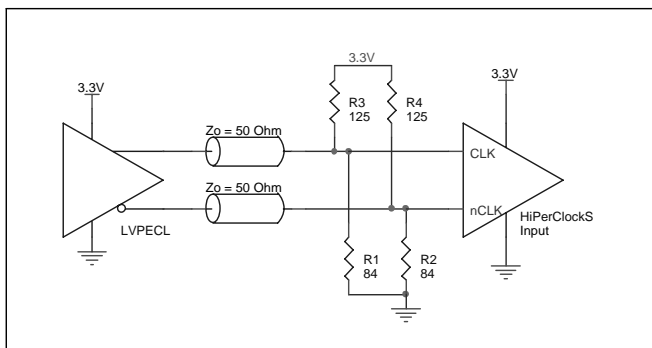 3.3V
3.3V
3.3V
R3
125
R4
125
Zo = 50 Ohm
CLK
Zo = 50 Ohm
nCLK
HiPerClockS
Input
LVPECL
R1
84
R2
84